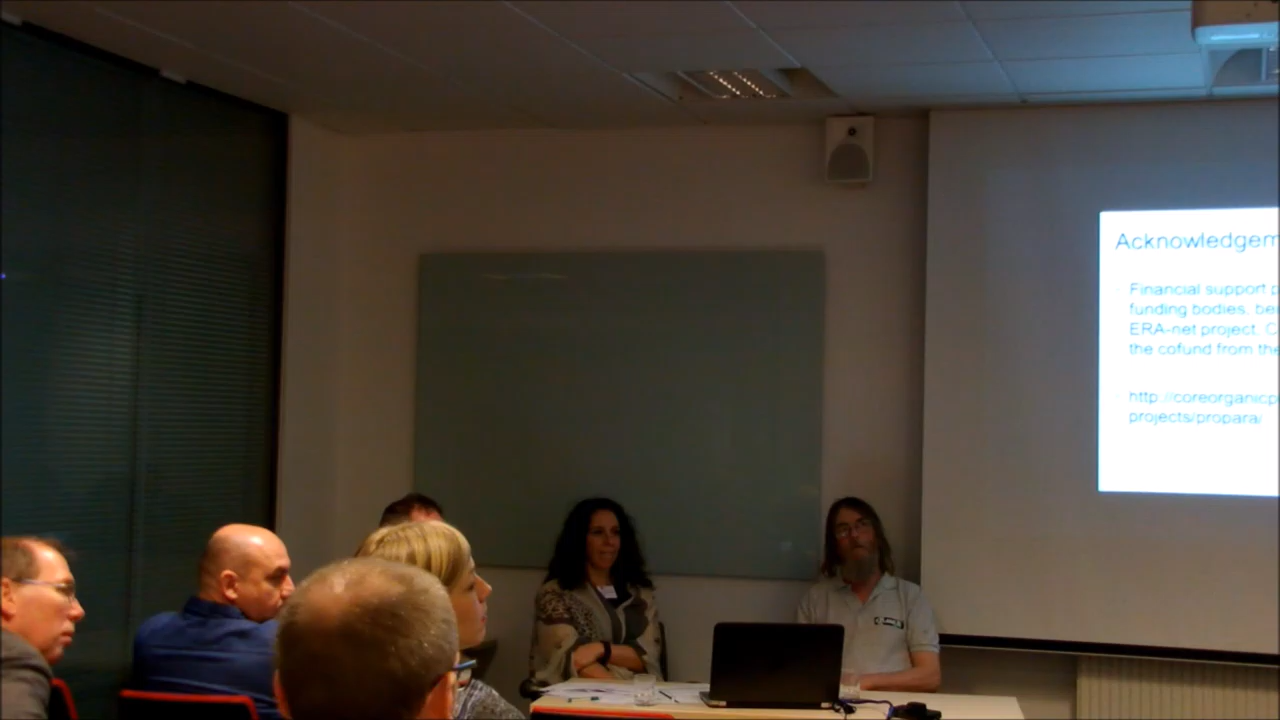 Acknowledgem
Financial support p
funding bodies, be
ERA-net project. C
the cofund from the
http://coreorganicp
projects/propara/